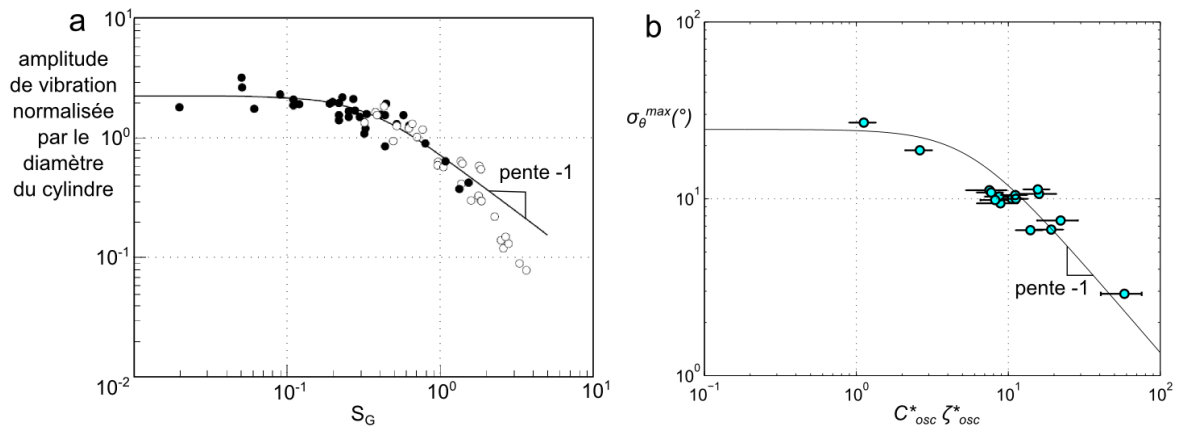 a
10^1
10^0
10^-1
10^-2
amplitude
de vibration
normalisée
par le
diamètre
du cylindre
pente -1
10^-1
10^0
10^1
S_G
b
10^2
10^1
10^0
σ_θ^max(°)
pente -1
10^-1
10^0
10^1
10^2
C*_osc ζ*_osc